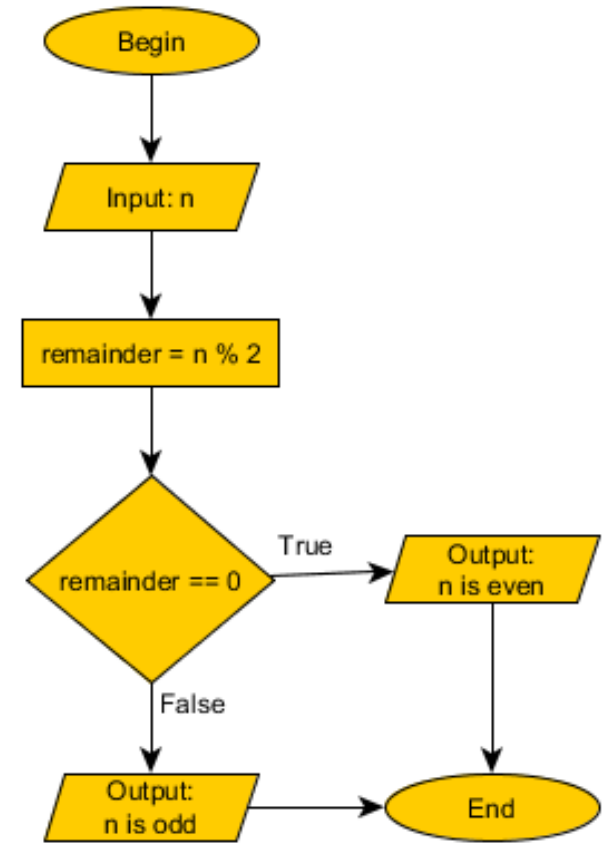 Begin
Input: n
remainder = n % 2
remainder == 0
True
Output:
n is even
False
Output:
n is odd
End